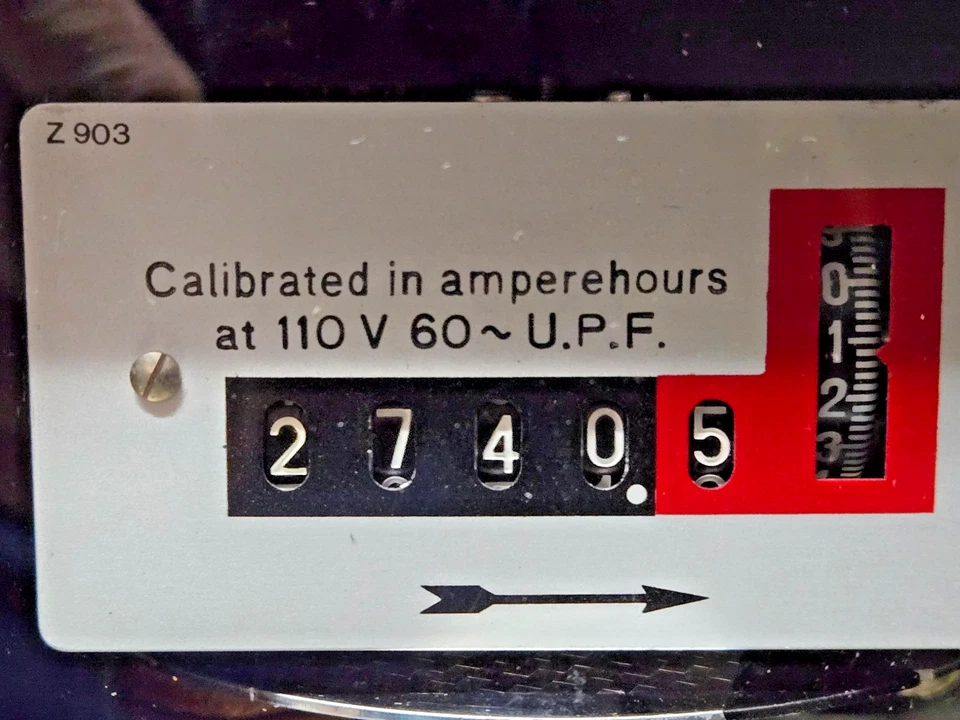 Z 903
Calibrated in amperehours
at 110 V 60~ U.P.F.
2 7 4 0 . 5
0
1
2
3